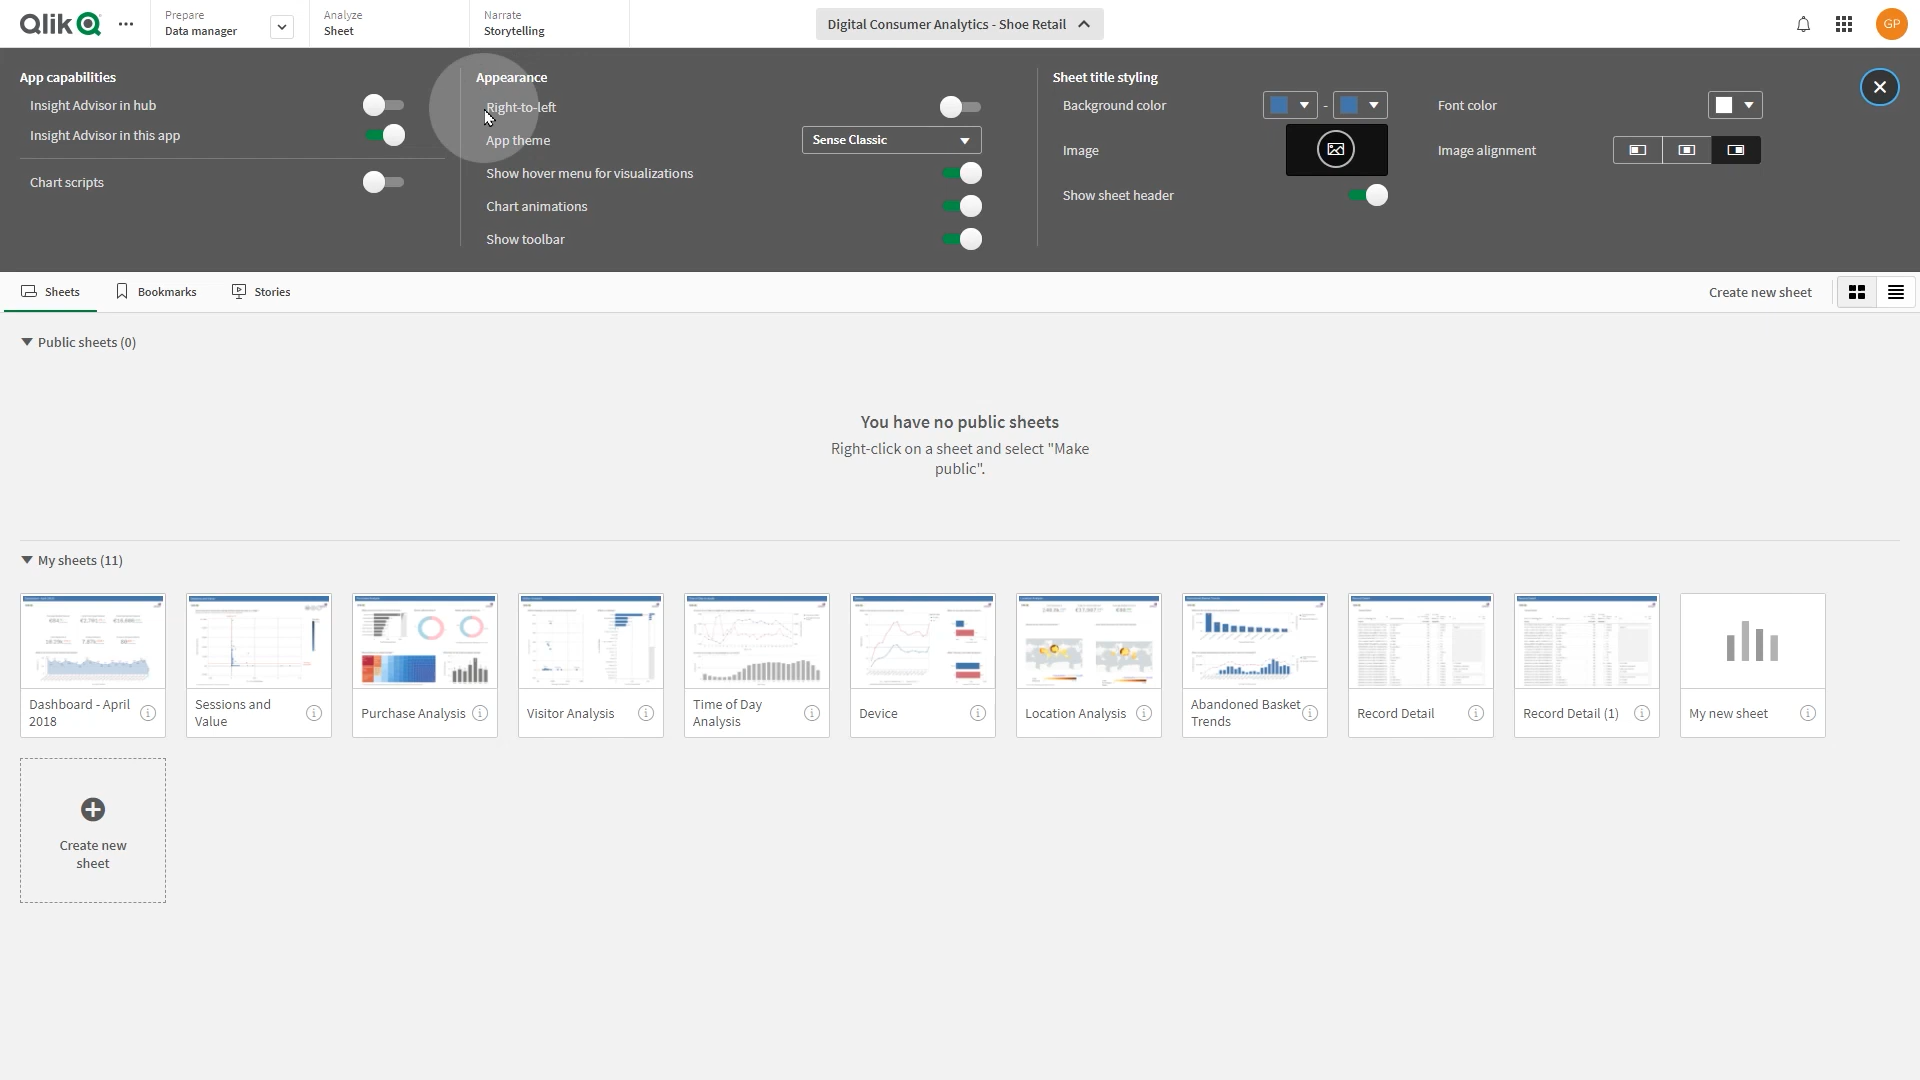 Qlik
Prepare
Data manager
Analyze
Sheet
Narrate
Storytelling
Digital Consumer Analytics - Shoe Retail
GP
App capabilities
Insight Advisor in hub
Insight Advisor in this app
Chart scripts
Appearance
Right-to-left
App theme
Sense Classic
Show hover menu for visualizations
Chart animations
Show toolbar
Sheet title styling
Background color
-
Font color
Image
Image alignment
Show sheet header
Sheets
Bookmarks
Stories
Create new sheet
Public sheets (0)
You have no public sheets
Right-click on a sheet and select "Make
public".
My sheets (11)
Dashboard - April
2018
Sessions and
Value
Purchase Analysis
Visitor Analysis
Time of Day
Analysis
Device
Location Analysis
Abandoned Basket
Trends
Record Detail
Record Detail (1)
My new sheet
Create new
sheet